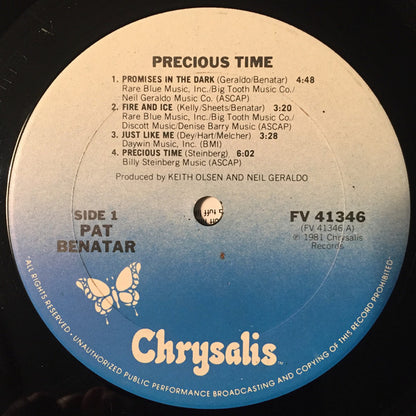 PRECIOUS TIME
1. PROMISES IN THE DARK (Geraldo/Benatar) 4:48
Rare Blue Music, Inc./Big Tooth Music Co./
Neil Geraldo Music Co. (ASCAP)
2. FIRE AND ICE (Kelly/Sheets/Benatar) 3:20
Rare Blue Music, Inc./Big Tooth Music Co./
Discott Music/Denise Barry Music (ASCAP)
3. JUST LIKE ME (Dey/Hart/Melcher) 3:28
Daywin Music, Inc. (BMI)
4. PRECIOUS TIME (Steinberg) 6:02
Billy Steinberg Music (ASCAP)
Produced by KEITH OLSEN AND NEIL GERALDO
SIDE 1
PAT
BENATAR
FV 41346
(FV 41346 A)
℗ 1981 Chrysalis
Records
Chrysalis™
ALL RIGHTS RESERVED - UNAUTHORIZED PUBLIC PERFORMANCE BROADCASTING AND COPYING OF THIS RECORD PROHIBITED